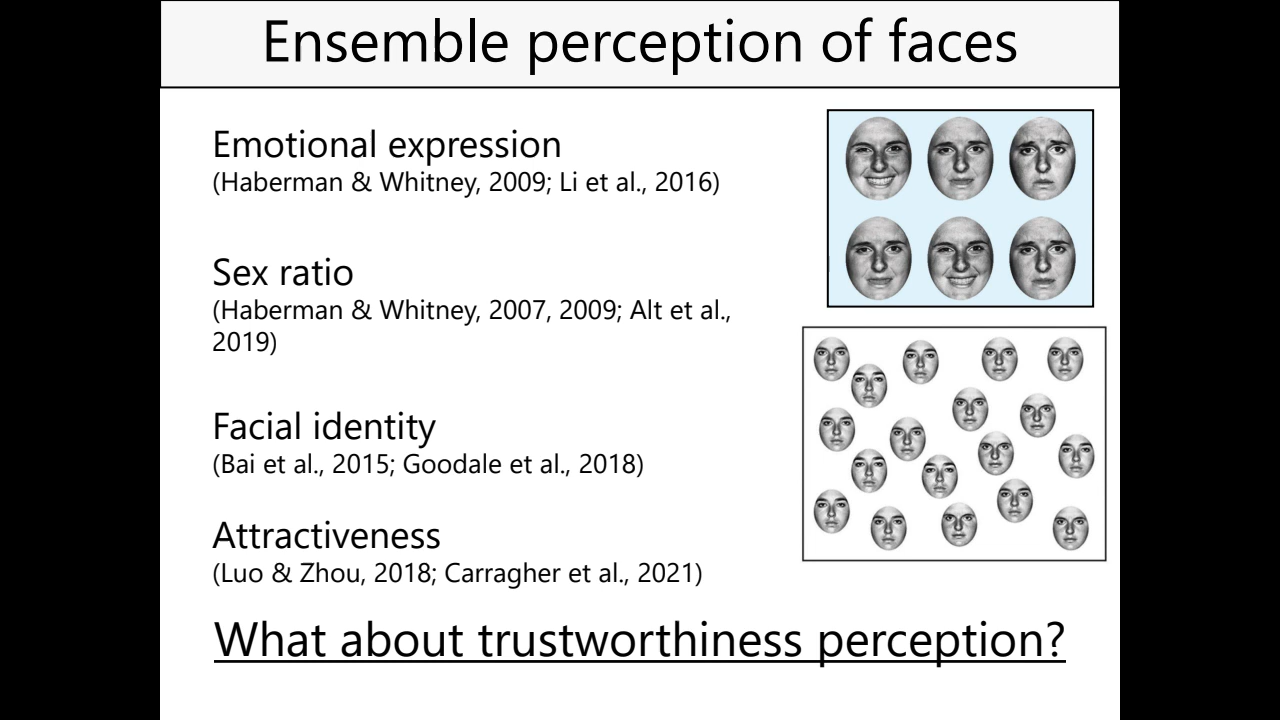 Ensemble perception of faces
Emotional expression
(Haberman & Whitney, 2009; Li et al., 2016)
Sex ratio
(Haberman & Whitney, 2007, 2009; Alt et al.,
2019)
Facial identity
(Bai et al., 2015; Goodale et al., 2018)
Attractiveness
(Luo & Zhou, 2018; Carragher et al., 2021)
What about trustworthiness perception?